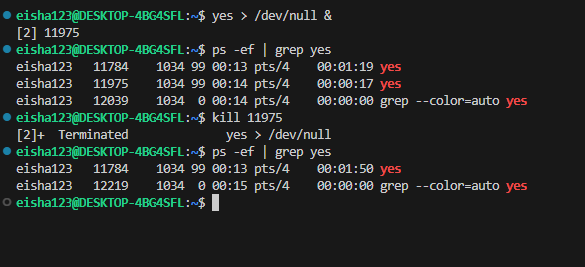 eisha123@DESKTOP-4BG4SFL:~$ yes > /dev/null &
[2] 11975
eisha123@DESKTOP-4BG4SFL:~$ ps -ef | grep yes
eisha123   11784    1034 99 00:13 pts/4    00:01:19 yes
eisha123   11975    1034 99 00:14 pts/4    00:00:17 yes
eisha123   12039    1034  0 00:14 pts/4    00:00:00 grep --color=auto yes
eisha123@DESKTOP-4BG4SFL:~$ kill 11975
[2]+  Terminated              yes > /dev/null
eisha123@DESKTOP-4BG4SFL:~$ ps -ef | grep yes
eisha123   11784    1034 99 00:13 pts/4    00:01:50 yes
eisha123   12219    1034  0 00:15 pts/4    00:00:00 grep --color=auto yes
eisha123@DESKTOP-4BG4SFL:~$